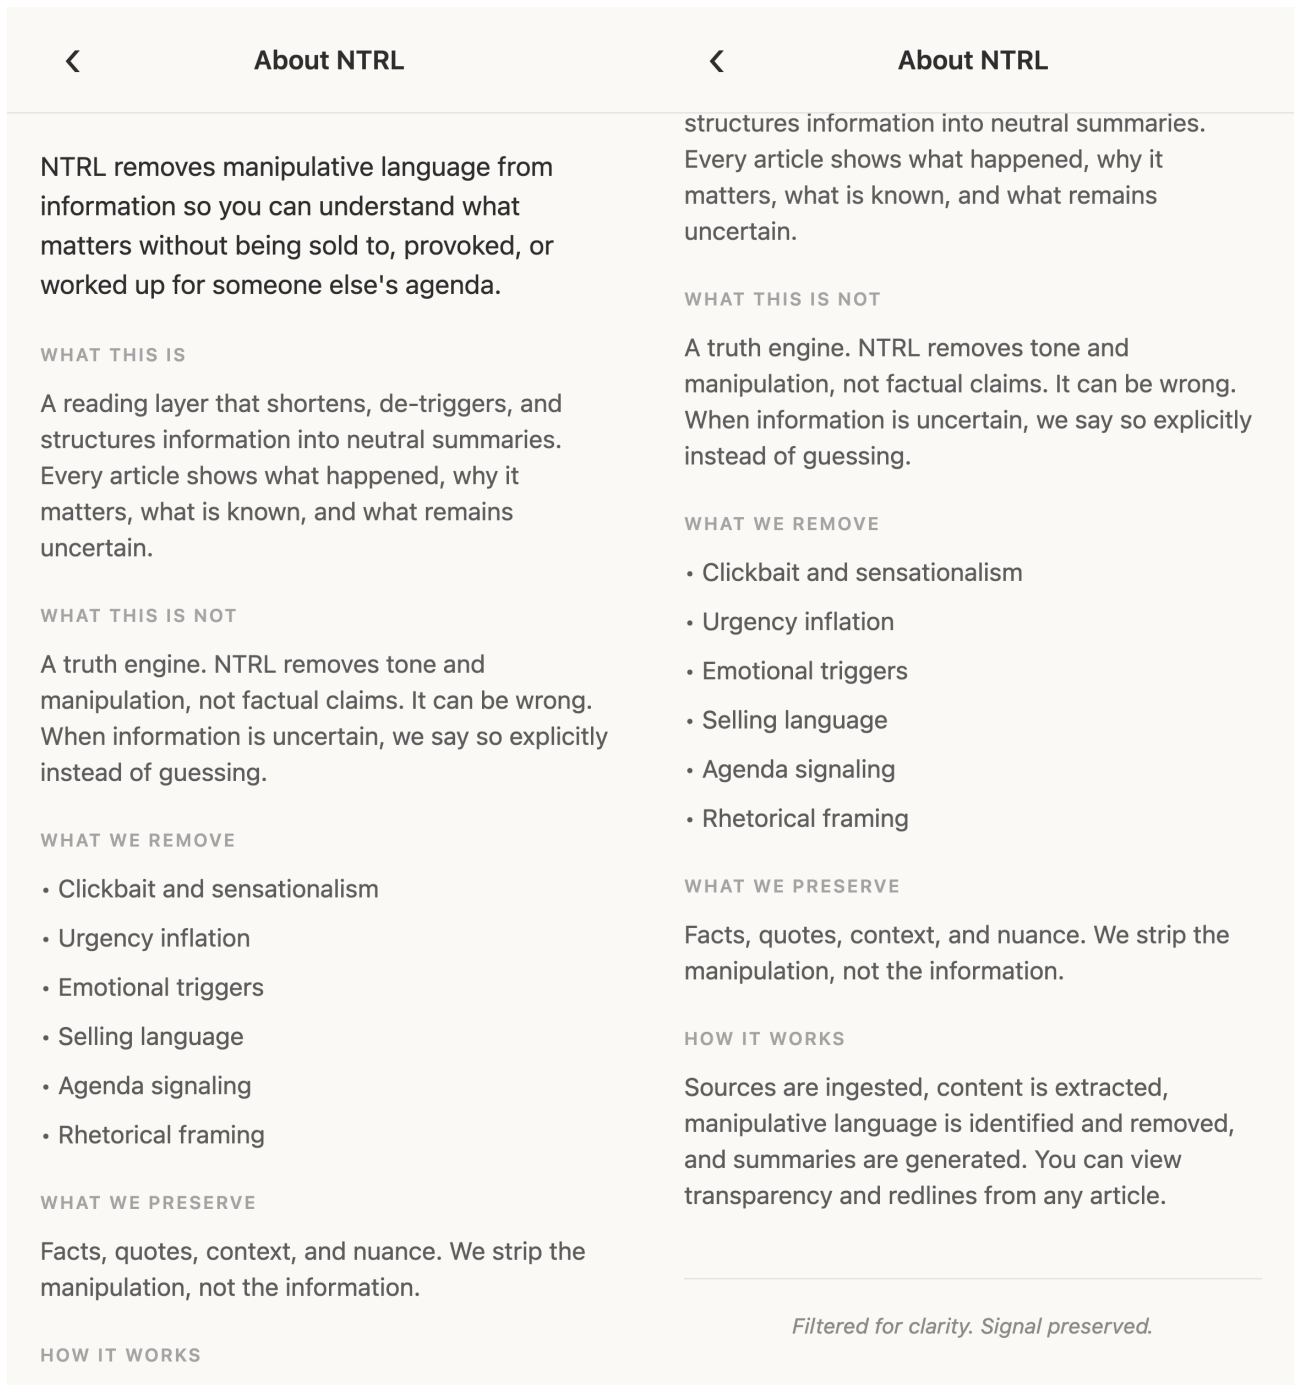 About NTRL
NTRL removes manipulative language from
information so you can understand what
matters without being sold to, provoked, or
worked up for someone else's agenda.
WHAT THIS IS
A reading layer that shortens, de-triggers, and
structures information into neutral summaries.
Every article shows what happened, why it
matters, what is known, and what remains
uncertain.
WHAT THIS IS NOT
A truth engine. NTRL removes tone and
manipulation, not factual claims. It can be wrong.
When information is uncertain, we say so explicitly
instead of guessing.
WHAT WE REMOVE
• Clickbait and sensationalism
• Urgency inflation
• Emotional triggers
• Selling language
• Agenda signaling
• Rhetorical framing
WHAT WE PRESERVE
Facts, quotes, context, and nuance. We strip the
manipulation, not the information.
HOW IT WORKS
About NTRL
structures information into neutral summaries.
Every article shows what happened, why it
matters, what is known, and what remains
uncertain.
WHAT THIS IS NOT
A truth engine. NTRL removes tone and
manipulation, not factual claims. It can be wrong.
When information is uncertain, we say so explicitly
instead of guessing.
WHAT WE REMOVE
• Clickbait and sensationalism
• Urgency inflation
• Emotional triggers
• Selling language
• Agenda signaling
• Rhetorical framing
WHAT WE PRESERVE
Facts, quotes, context, and nuance. We strip the
manipulation, not the information.
HOW IT WORKS
Sources are ingested, content is extracted,
manipulative language is identified and removed,
and summaries are generated. You can view
transparency and redlines from any article.
Filtered for clarity. Signal preserved.